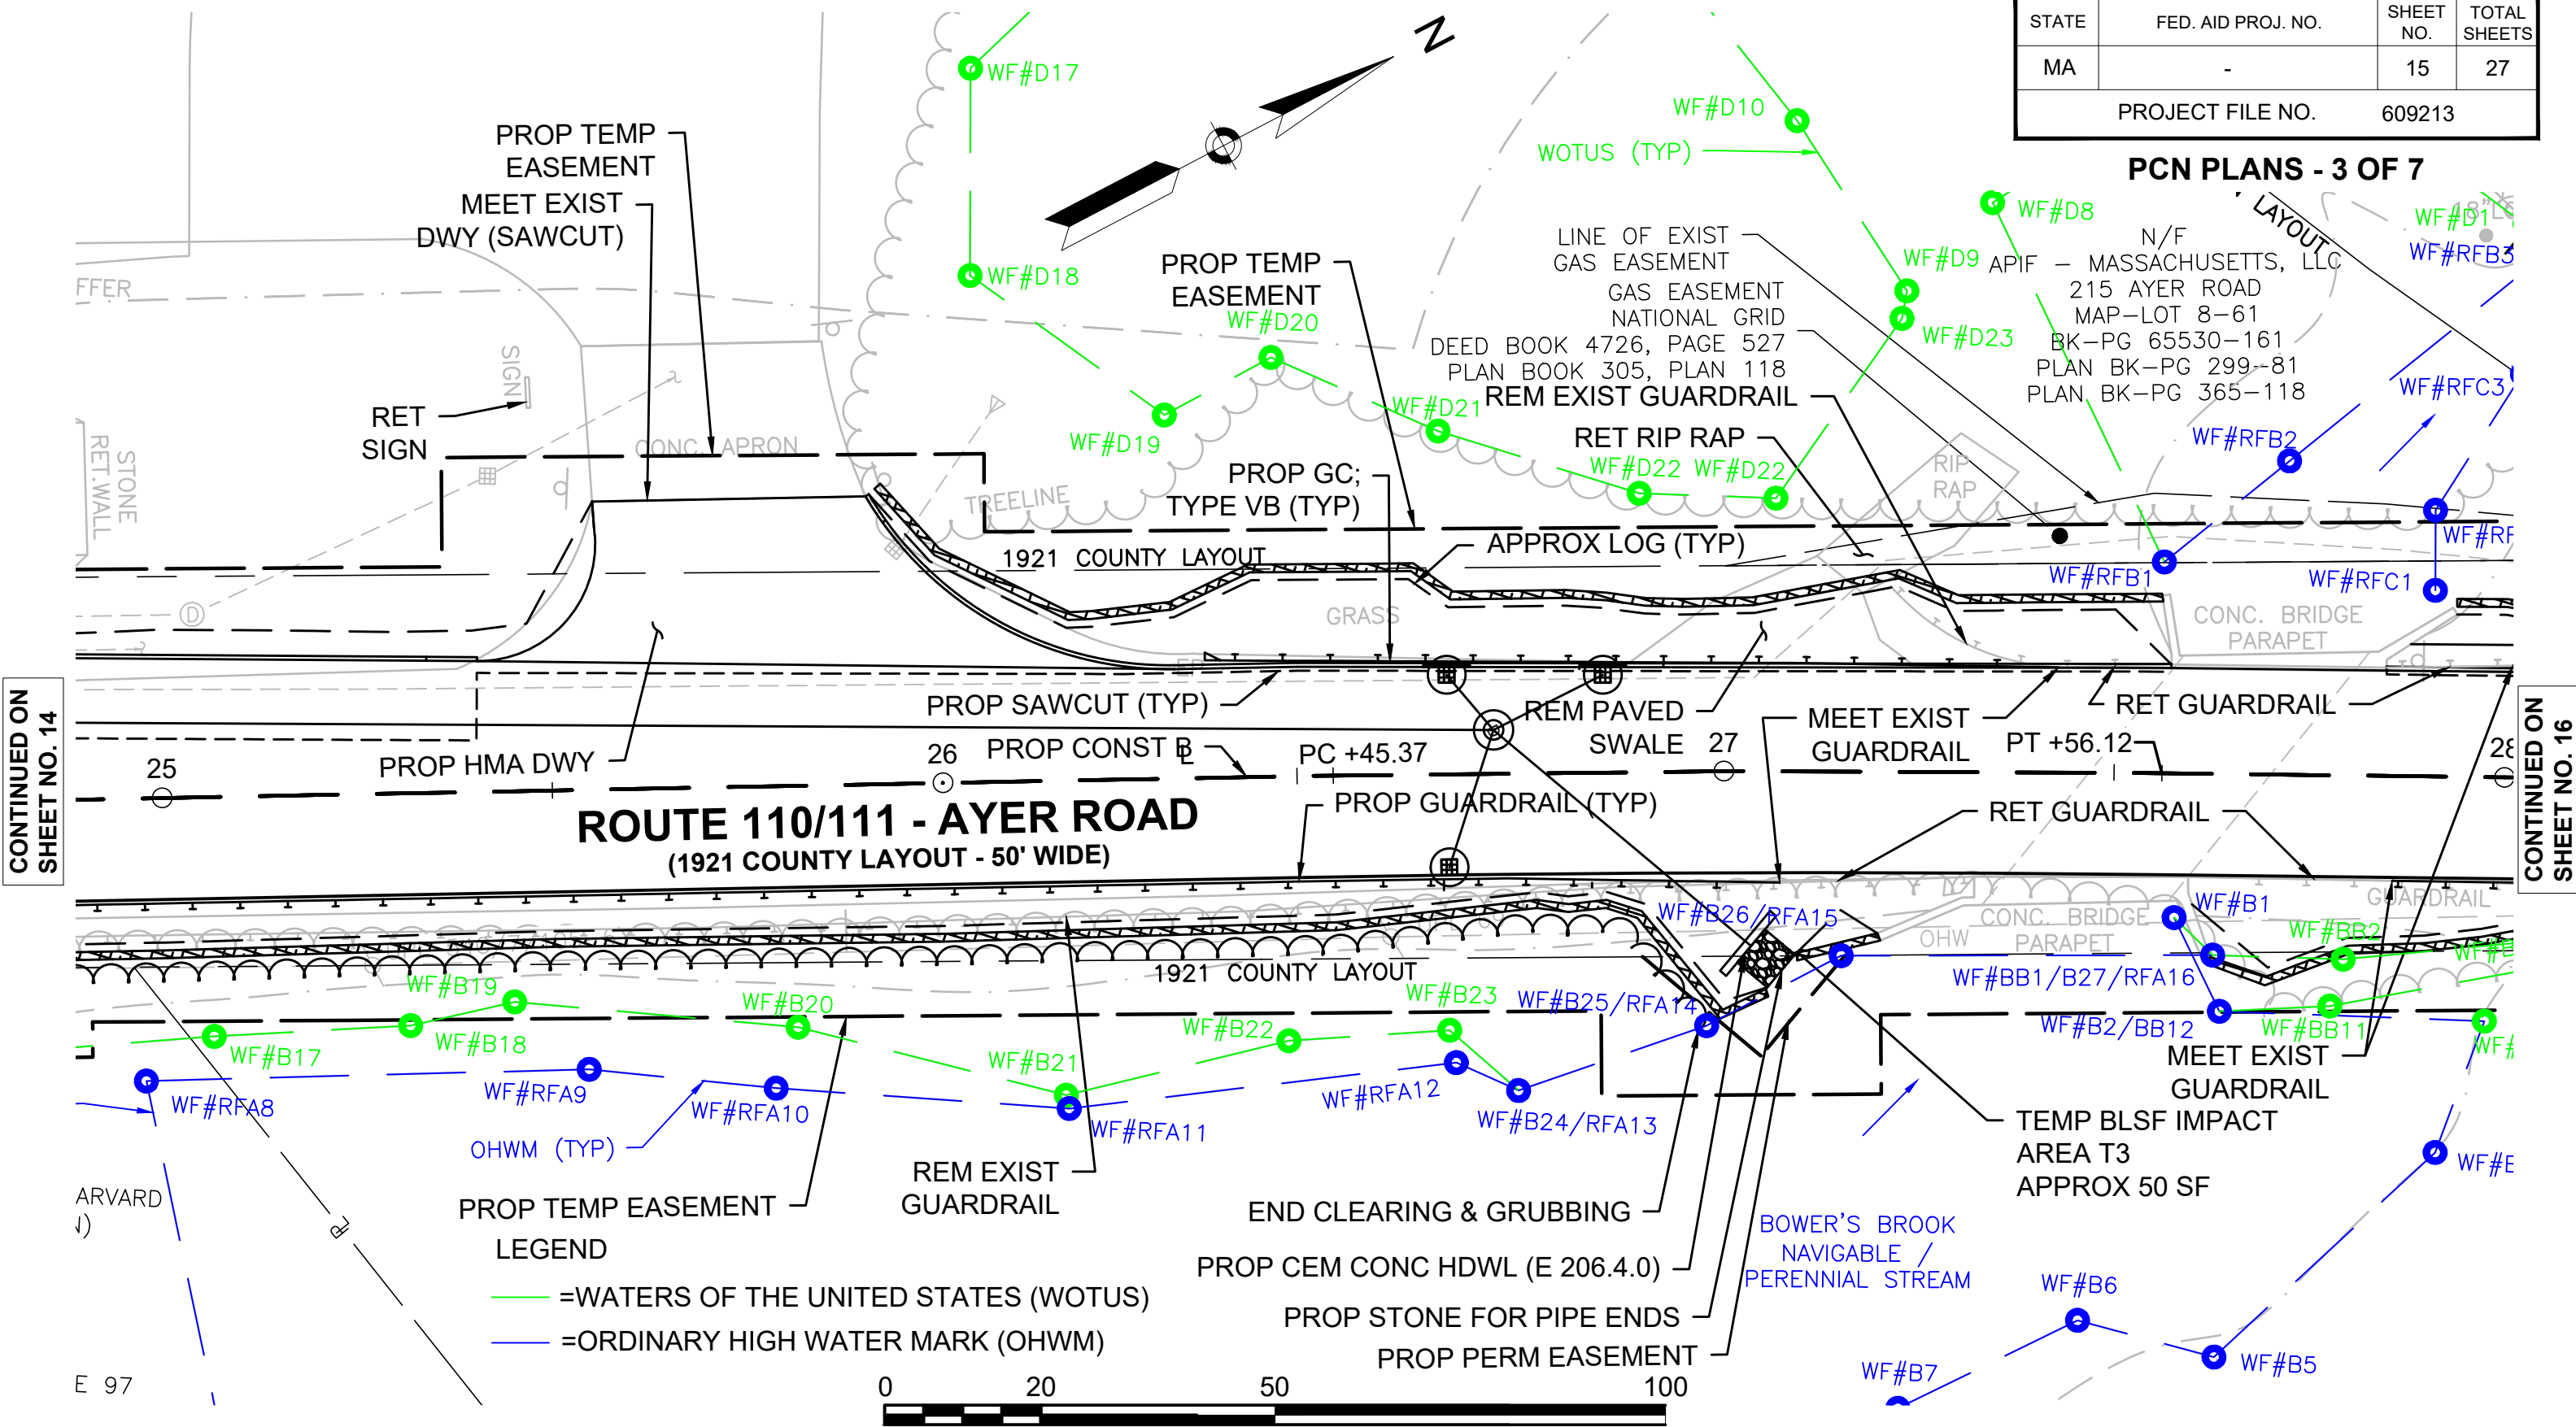 STATE
FED. AID PROJ. NO.
SHEET NO.
TOTAL SHEETS
MA
-
15
27
PROJECT FILE NO.
609213
PCN PLANS - 3 OF 7
N
WF#D17
WF#D10
WOTUS (TYP)
PROP TEMP
EASEMENT
MEET EXIST
DWY (SAWCUT)
WF#D8
WF#D1
18"
LAYOUT
WF#RFB3
N/F
APIF - MASSACHUSETTS, LLC
215 AYER ROAD
MAP-LOT 8-61
BK-PG 65530-161
PLAN BK-PG 299-81
PLAN BK-PG 365-118
LINE OF EXIST
GAS EASEMENT
GAS EASEMENT
NATIONAL GRID
DEED BOOK 4726, PAGE 527
PLAN BOOK 305, PLAN 118
WF#D9
WF#D23
FFER
WF#D18
PROP TEMP
EASEMENT
WF#D20
SIGN
RET
SIGN
STONE
RET.WALL
CONC. APRON
WF#D19
WF#D21
REM EXIST GUARDRAIL
WF#RFC3
RET RIP RAP
WF#RFB2
TREELINE
PROP GC;
TYPE VB (TYP)
WF#D22
WF#D22
RIP
RAP
1921 COUNTY LAYOUT
APPROX LOG (TYP)
WF#RF
WF#RFB1
WF#RFC1
D
GRASS
CONC. BRIDGE
PARAPET
EP
PROP SAWCUT (TYP)
REM PAVED
SWALE
MEET EXIST
GUARDRAIL
RET GUARDRAIL
CONTINUED ON
SHEET NO. 14
CONTINUED ON
SHEET NO. 16
25
PROP HMA DWY
26
PROP CONST BL
PC +45.37
27
PT +56.12
28
ROUTE 110/111 - AYER ROAD
(1921 COUNTY LAYOUT - 50' WIDE)
PROP GUARDRAIL (TYP)
RET GUARDRAIL
GUARDRAIL
WF#B26/RFA15
WF#B1
CONC. BRIDGE
PARAPET
OHW
WF#BB2
1921 COUNTY LAYOUT
WF#BB1/B27/RFA16
WF#B19
WF#B20
WF#B23
WF#B25/RFA14
WF#B17
WF#B18
WF#B22
WF#B2/BB12
WF#BB11
WF#
WF#B21
MEET EXIST
GUARDRAIL
WF#RFA8
WF#RFA9
WF#RFA10
WF#RFA11
WF#RFA12
WF#B24/RFA13
OHWM (TYP)
TEMP BLSF IMPACT
AREA T3
APPROX 50 SF
REM EXIST
GUARDRAIL
ARVARD
N)
PL
PROP TEMP EASEMENT
END CLEARING & GRUBBING
BOWER'S BROOK
NAVIGABLE /
PERENNIAL STREAM
LEGEND
PROP CEM CONC HDWL (E 206.4.0)
=WATERS OF THE UNITED STATES (WOTUS)
PROP STONE FOR PIPE ENDS
=ORDINARY HIGH WATER MARK (OHWM)
PROP PERM EASEMENT
WF#B6
WF#B5
WF#B7
E 97
0
20
50
100